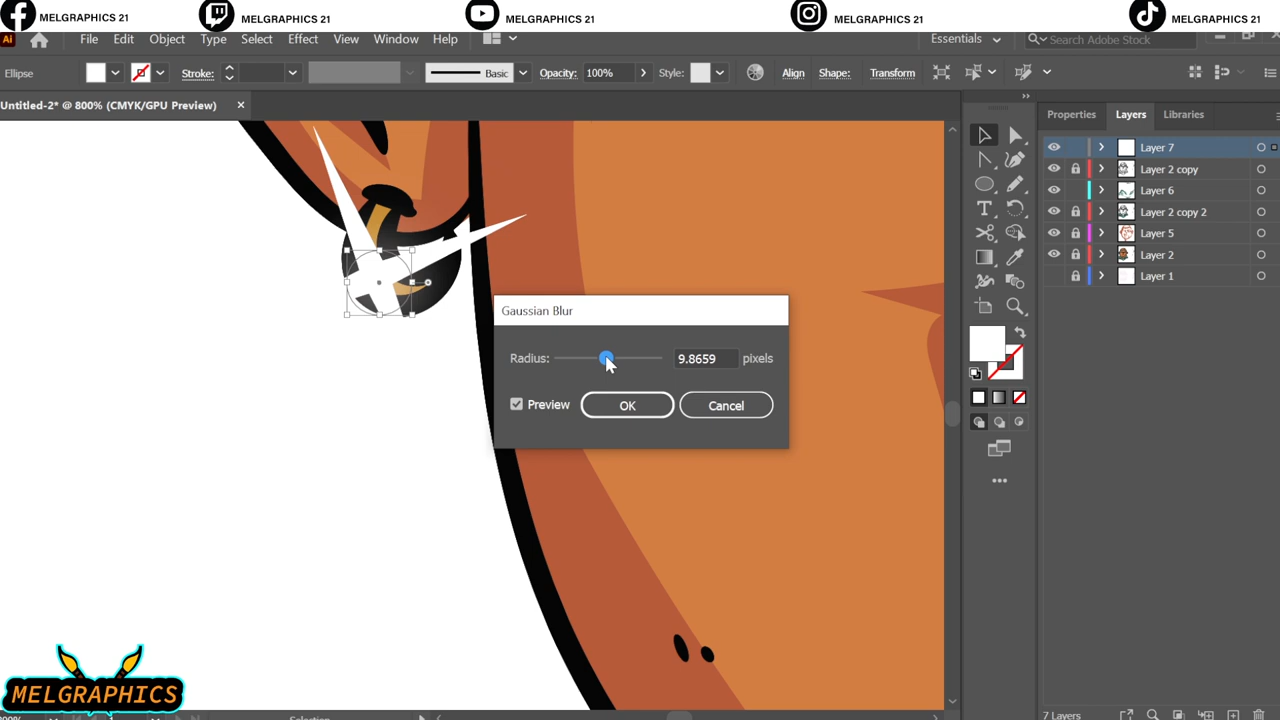 MELGRAPHICS 21
MELGRAPHICS 21
MELGRAPHICS 21
MELGRAPHICS 21
MELGRAPHICS 21
Ai
File Edit Object Type Select Effect View Window Help
Essentials
Search Adobe Stock
Ellipse
Stroke:
Basic
Opacity: 100%
Style:
Align
Shape:
Transform
Untitled-2* @ 800% (CMYK/GPU Preview) ×
Properties Layers Libraries
Layer 7
Layer 2 copy
Layer 6
Layer 2 copy 2
Layer 5
Layer 2
Layer 1
Gaussian Blur
Radius: 9.8659 pixels
Preview OK Cancel
MELGRAPHICS
Selection
7 Layers